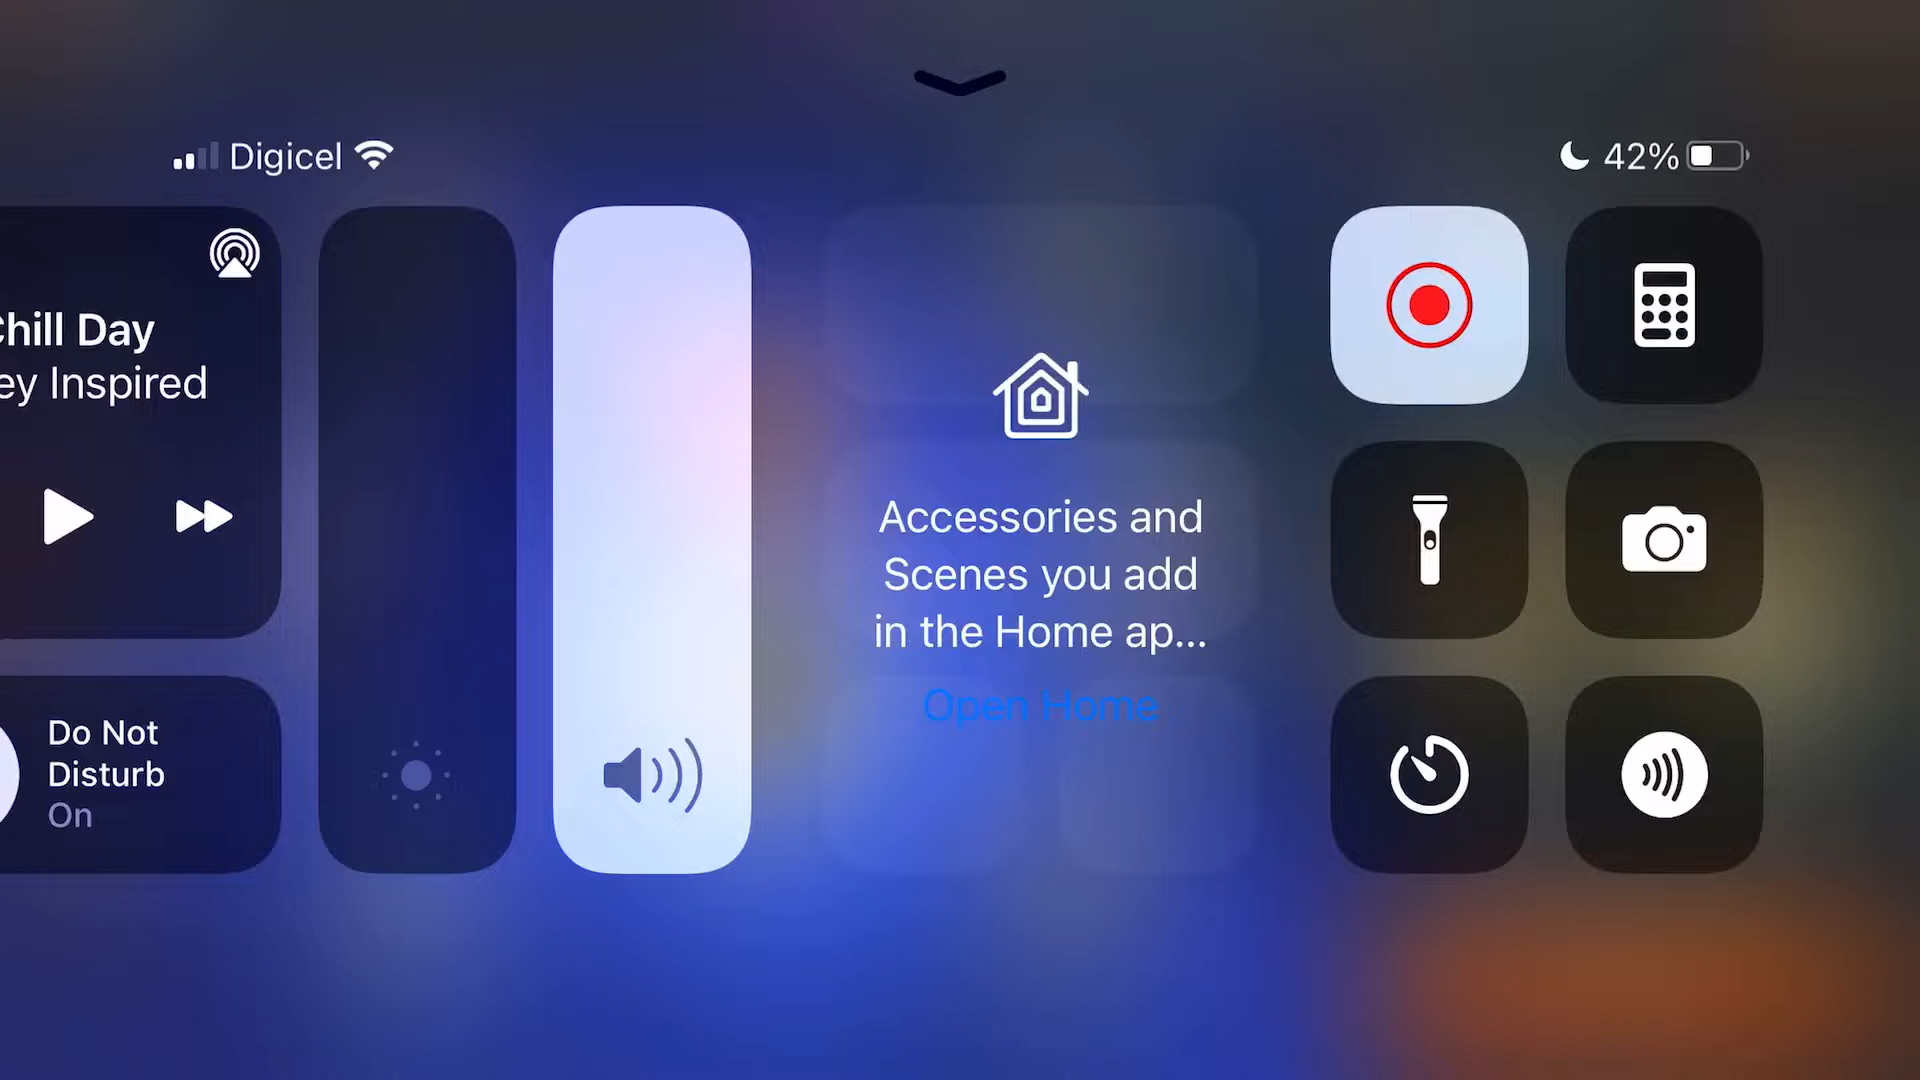 Digicel
42%
Chill Day
ey Inspired
Accessories and
Scenes you add
in the Home ap...
Open Home
Do Not
Disturb
On